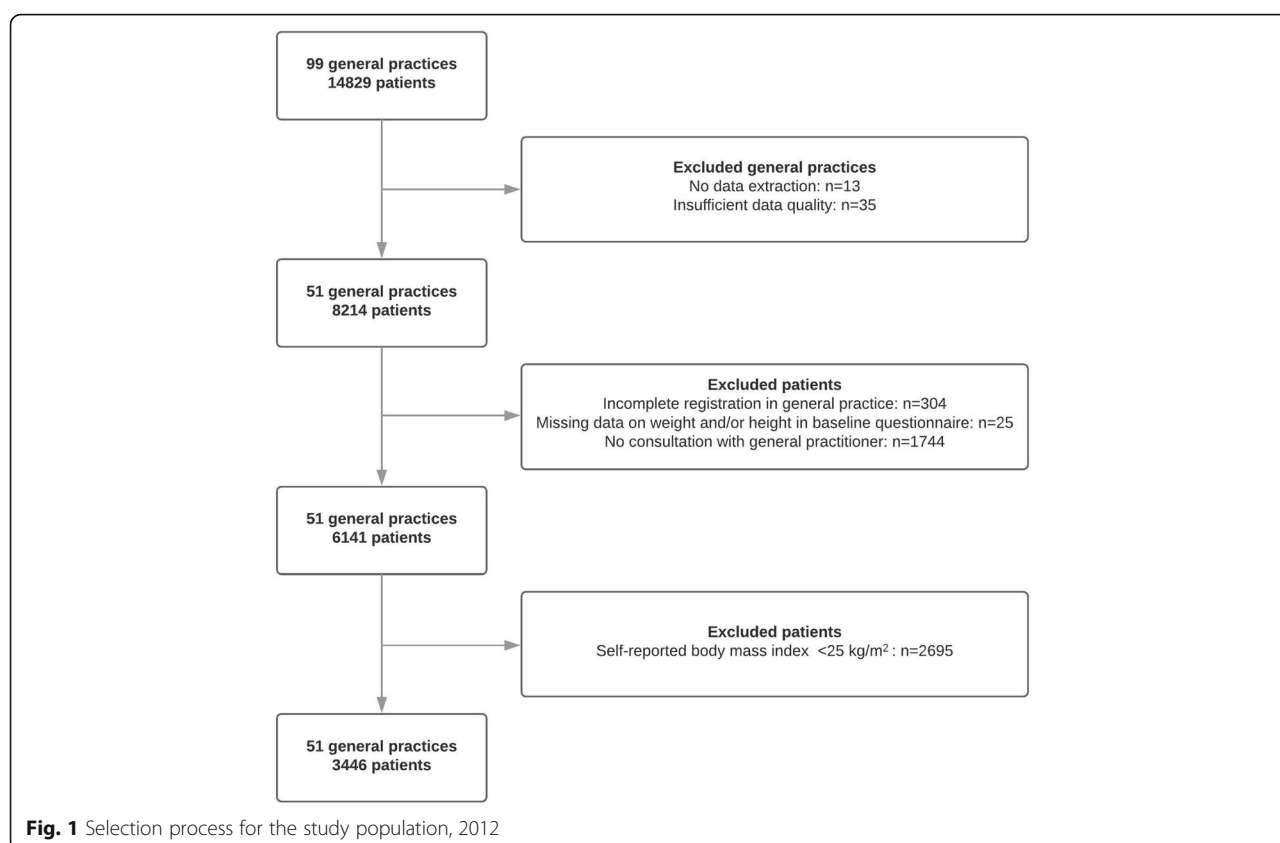 99 general practices
14829 patients
Excluded general practices
No data extraction: n=13
Insufficient data quality: n=35
51 general practices
8214 patients
Excluded patients
Incomplete registration in general practice: n=304
Missing data on weight and/or height in baseline questionnaire: n=25
No consultation with general practitioner: n=1744
51 general practices
6141 patients
Excluded patients
Self-reported body mass index <25 kg/m² : n=2695
51 general practices
3446 patients
Fig. 1 Selection process for the study population, 2012